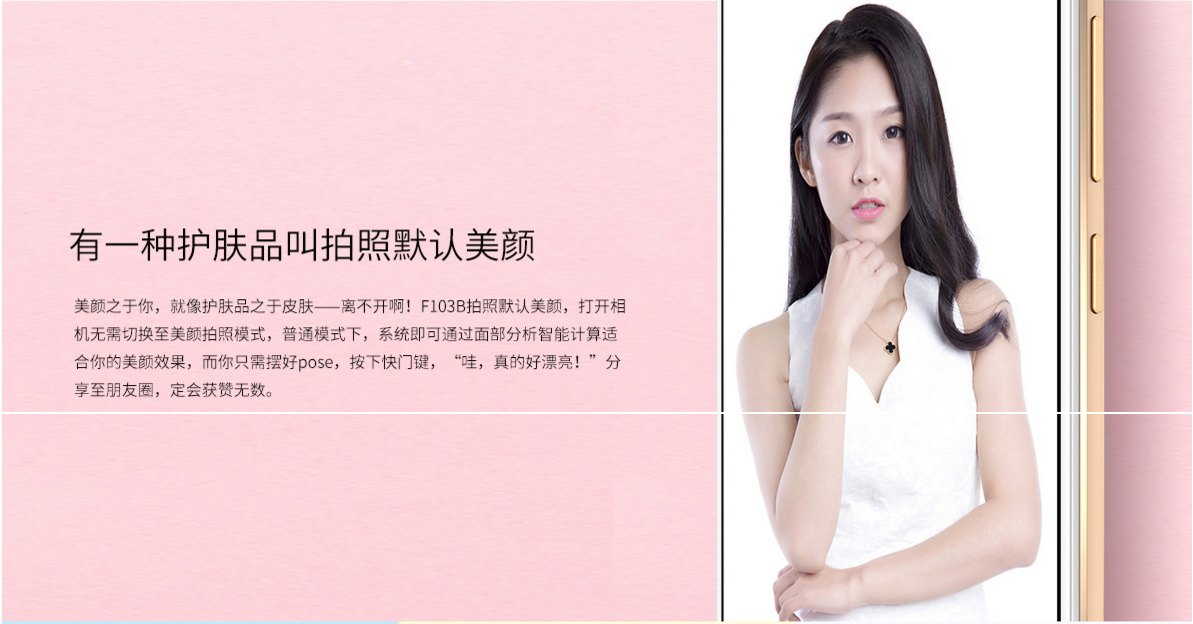 有一种护肤品叫拍照默认美颜
美颜之于你，就像护肤品之于皮肤——离不开啊！F103B拍照默认美颜，打开相
机无需切换至美颜拍照模式，普通模式下，系统即可通过面部分析智能计算适
合你的美颜效果，而你只需摆好pose，按下快门键，“哇，真的好漂亮！”分
享至朋友圈，定会获赞无数。